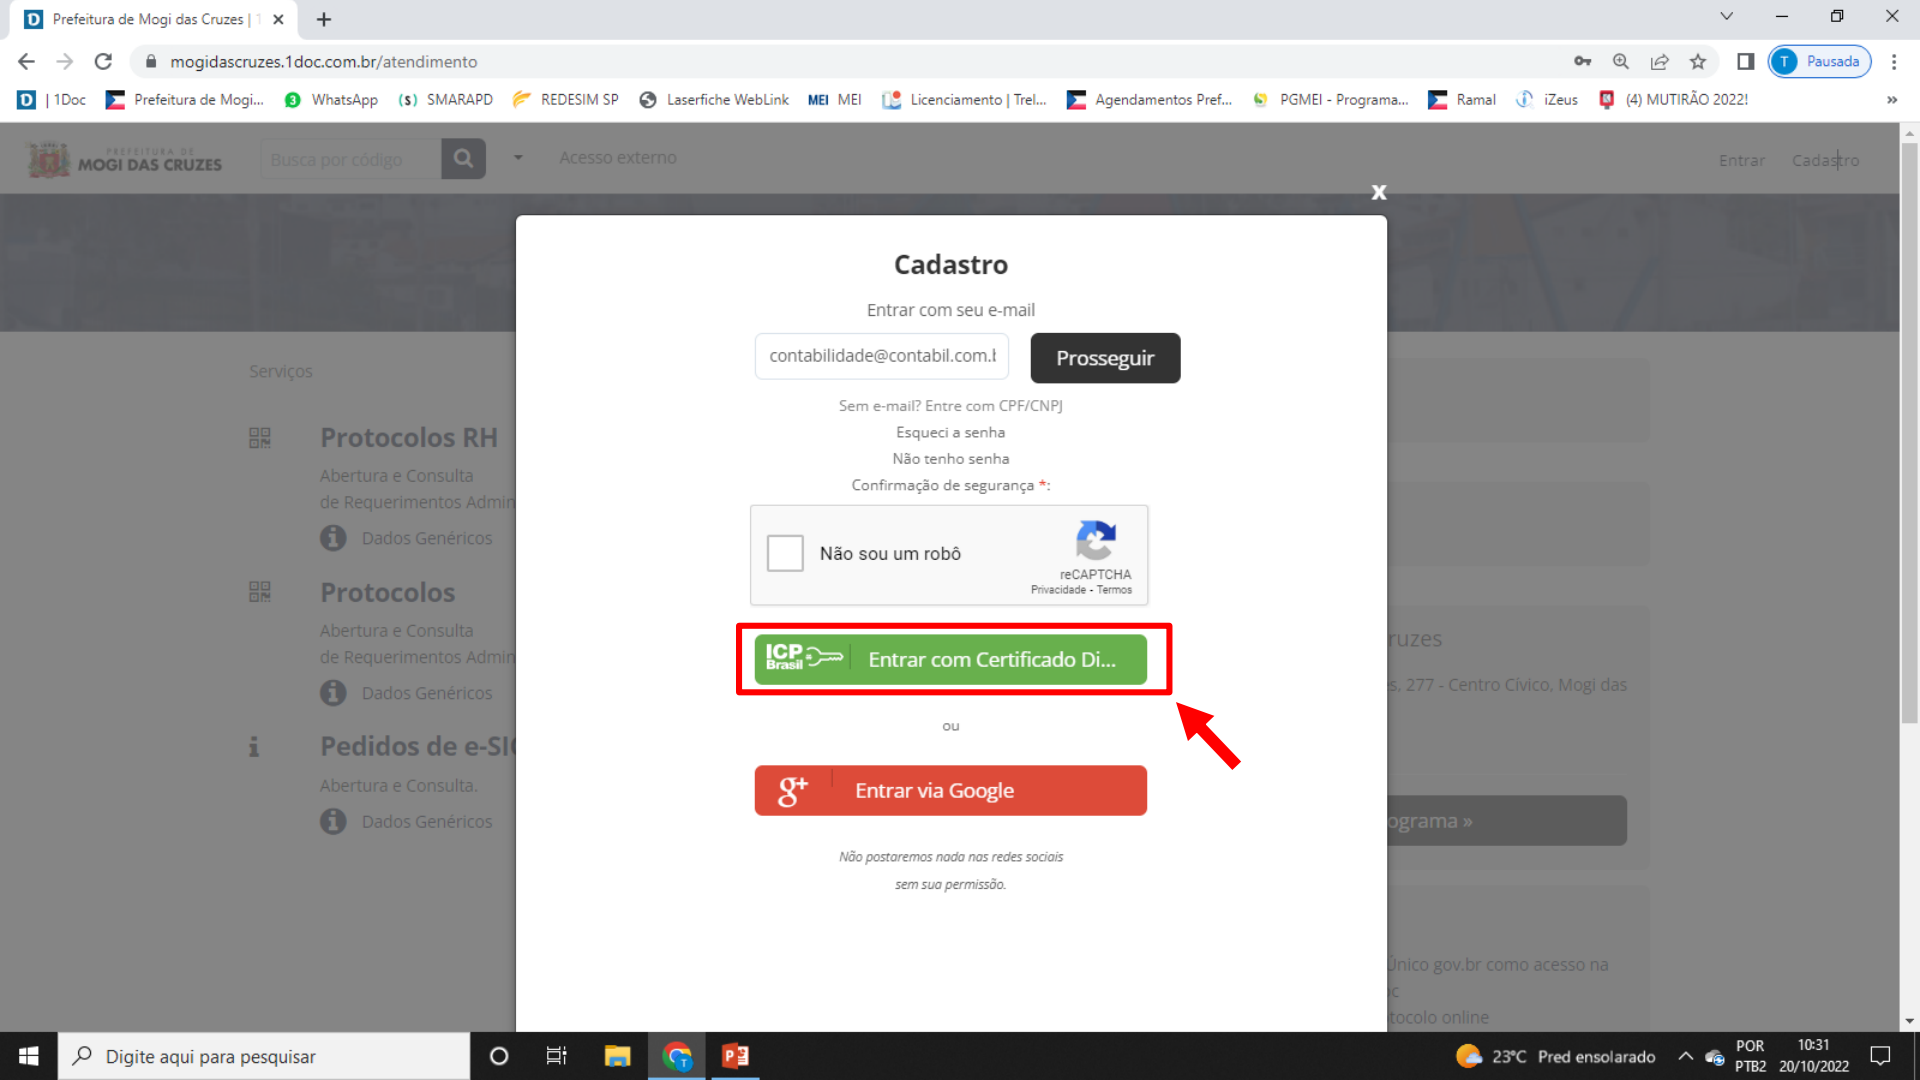 Prefeitura de Mogi das Cruzes |
mogidascruzes.1doc.com.br/atendimento
T Pausada
| 1Doc
Prefeitura de Mogi...
3 WhatsApp
(s) SMARAPD
REDESIM SP
Laserfiche WebLink
MEI MEI
Licenciamento | Trel...
Agendamentos Pref...
PGMEI - Programa...
Ramal
iZeus
(4) MUTIRÃO 2022!
»
PREFEITURA DE
MOGI DAS CRUZES
Busca por código
Acesso externo
Entrar
Cadastro
x
Cadastro
Entrar com seu e-mail
contabilidade@contabil.com.b
Prosseguir
Sem e-mail? Entre com CPF/CNPJ
Esqueci a senha
Não tenho senha
Confirmação de segurança *:
Não sou um robô
reCAPTCHA
Privacidade - Termos
ICP
Brasil
Entrar com Certificado Di...
ou
g+ Entrar via Google
Não postaremos nada nas redes sociais
sem sua permissão.
Serviços
Protocolos RH
Abertura e Consulta
de Requerimentos Admin
Dados Genéricos
Protocolos
Abertura e Consulta
de Requerimentos Admin
Dados Genéricos
Pedidos de e-SIC
Abertura e Consulta.
Dados Genéricos
ruzes
s, 277 - Centro Cívico, Mogi das
ograma »
Único gov.br como acesso na
oc
tocolo online
Digite aqui para pesquisar
23°C Pred ensolarado
POR
PTB2
10:31
20/10/2022